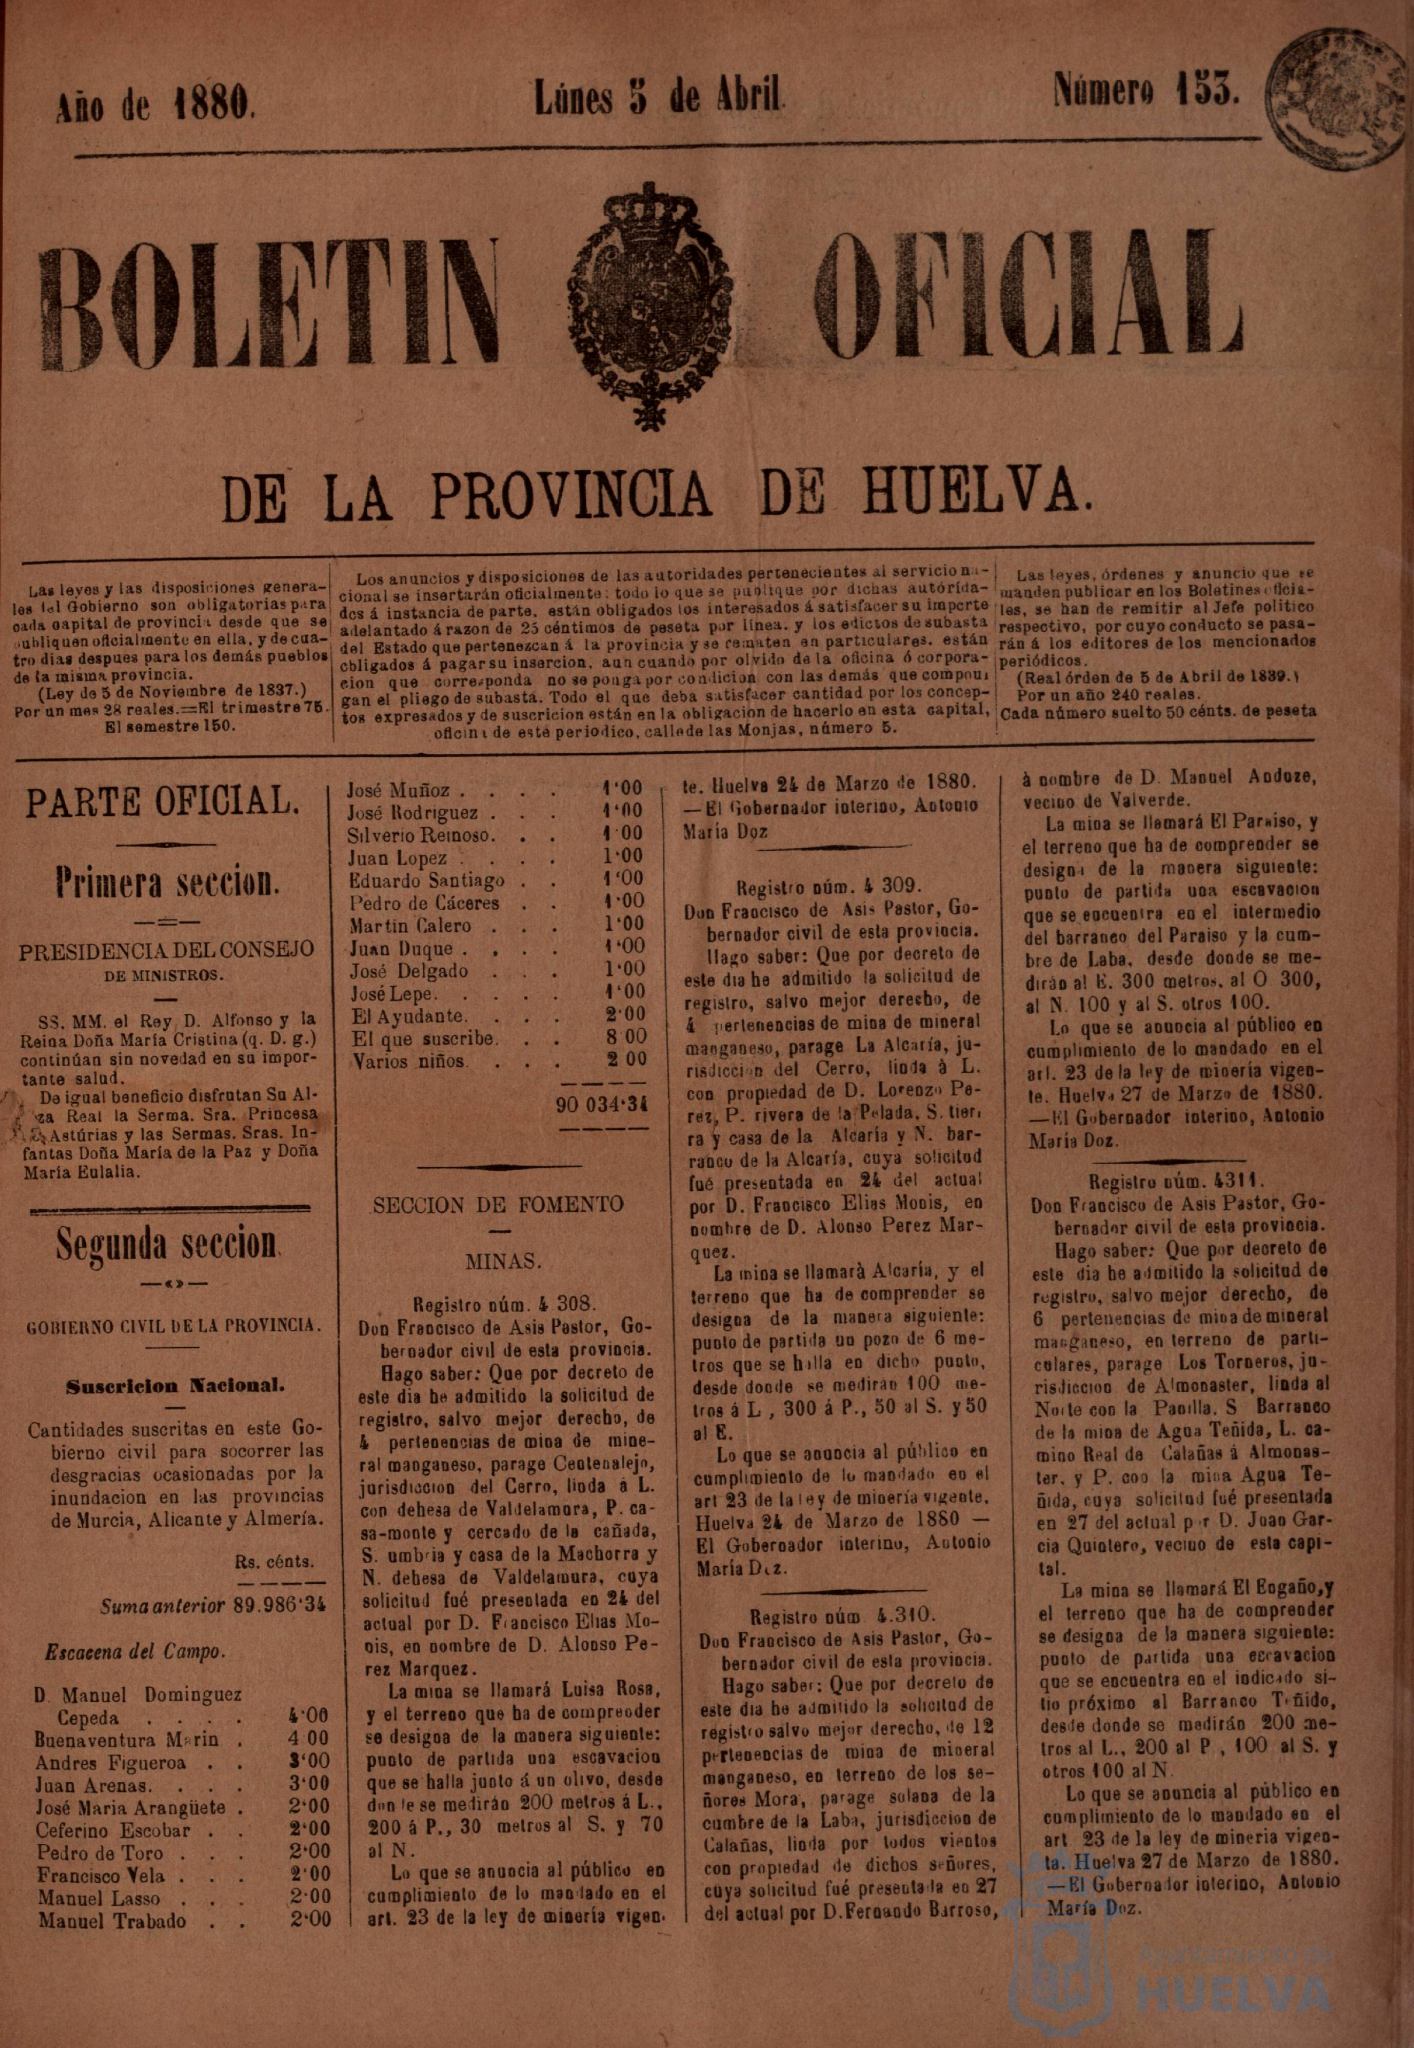 Año de 1880.
Lúnes 5 de Abril.
Número 153.
BOLETIN OFICIAL
DE LA PROVINCIA DE HUELVA.
Las leyes y las disposiciones genera-
les del Gobierno son obligatorias para
cada capital de provincia desde que se
publiquen oficialmente en ella, y de cua-
tro dias despues para los demás pueblos
de la misma provincia.
(Ley de 5 de Noviembre de 1837.)
Por un mes 28 reales.=El trimestre 75.
El semestre 150.
Los anuncios y disposiciones de las autoridades pertenecientes al servicio na-
cional se insertarán oficialmente: todo lo que se publique por dichas autorida-
des á instancia de parte, están obligados los interesados á satisfacer su importe
adelantado á razon de 25 céntimos de peseta por línea. y los edictos de subasta
del Estado que pertenezcan á la provincia y se rematen en particulares. están
obligados á pagar su insercion, aun cuando por olvido de la oficina ó corpora-
cion que corresponda no se ponga por condicion con las demás que compon
gan el pliego de subasta. Todo el que deba satisfacer cantidad por los concep-
tos expresados y de suscricion están en la obligacion de hacerlo en esta capital,
oficina de este periodico, calle de las Monjas, número 5.
Las leyes, órdenes y anuncio que se
manden publicar en los Boletines oficia-
les, se han de remitir al Jefe politico
respectivo, por cuyo conducto se pasa-
rán á los editores de los mencionados
periódicos.
(Real órden de 5 de Abril de 1839.)
Por un año 240 reales.
Cada número suelto 50 cénts. de peseta
PARTE OFICIAL.
Primera seccion.
PRESIDENCIA DEL CONSEJO
DE MINISTROS.
SS. MM. el Rey D. Alfonso y la
Reina Doña María Cristina (q. D. g.)
continúan sin novedad en su impor-
tante salud.
De igual beneficio disfrutan Su Al-
za Real la Serma. Sra. Princesa
Astúrias y las Sermas. Sras. In-
fantas Doña María de la Paz y Doña
María Eulalia.
Segunda seccion.
GOBIERNO CIVIL DE LA PROVINCIA.
Suscricion Nacional.
Cantidades suscritas en este Go-
bierno civil para socorrer las
desgracias ocasionadas por la
inundacion en las provincias
de Murcia, Alicante y Almería.
Rs. cénts.
Suma anterior 89.986'34
Escacena del Campo.
D. Manuel Dominguez
Cepeda . . . . 4'00
Buenaventura Marin . 4 00
Andres Figueroa . . 3'00
Juan Arenas. . . . 3'00
José Maria Arangüete . 2'00
Ceferino Escobar . . 2'00
Pedro de Toro . . . 2'00
Francisco Vela . . . 2'00
Manuel Lasso . . . 2'00
Manuel Trabado . . 2'00
José Muñoz . . . . 1'00
José Rodriguez . . . 1'00
Silverio Reinoso. . . 1 00
Juan Lopez . . . . 1'00
Eduardo Santiago . . 1'00
Pedro de Cáceres . . 1'00
Martin Calero . . . 1'00
Juan Duque . . . . 1'00
José Delgado . . . 1'00
José Lepe. . . . . 1'00
El Ayudante. . . . 2'00
El que suscribe. . . 8 00
Varios niños. . . . 2 00
90 034'34
SECCION DE FOMENTO
MINAS.
Registro núm. 4 308.
Don Francisco de Asis Pastor, Go-
bernador civil de esta provincia.
Hago saber: Que por decreto de
este dia he admitido la solicitud de
registro, salvo mejor derecho, de
4 pertenencias de mina de mine-
ral manganeso, parage Centenalejo,
jurisdiccion del Cerro, linda á L.
con dehesa de Valdelamura, P. ca-
sa-monte y cercado de la cañada,
S. umbria y casa de la Machorra y
N. dehesa de Valdelamura, cuya
solicitud fué presentada en 24 del
actual por D. Francisco Elias Mo-
nis, en nombre de D. Alonso Pe-
rez Marquez.
La mina se llamará Luisa Rosa,
y el terreno que ha de comprender
se designa de la manera siguiente:
punto de partida una escavacion
que se halla junto á un olivo, desde
donde se medirán 200 metros á L.,
200 á P., 30 metros al S. y 70
al N.
Lo que se anuncia al público en
cumplimiento de lo mandado en el
art. 23 de la ley de minería vigen-
te. Huelva 24 de Marzo de 1880.
—El Gobernador interino, Antonio
María Doz
Registro núm. 4 309.
Don Francisco de Asis Pastor, Go-
bernador civil de esta provincia.
Hago saber: Que por decreto de
este dia he admitido la solicitud de
registro, salvo mejor derecho, de
4 pertenencias de mina de mineral
manganeso, parage La Alcaría, ju-
risdiccion del Cerro, linda á L.
con propiedad de D. Lorenzo Pe-
rez, P. rivera de la Pelada, S. tier-
ra y casa de la Alcaría y N. bar-
ranco de la Alcaría, cuya solicitud
fué presentada en 24 del actual
por D. Francisco Elias Monis, en
nombre de D. Alonso Perez Mar-
quez.
La mina se llamarà Alcaría, y el
terreno que ha de comprender se
designa de la manera siguiente:
punto de partida un pozo de 6 me-
tros que se halla en dicho punto,
desde donde se medirán 100 me-
tros á L , 300 á P., 50 al S. y 50
al E.
Lo que se anuncia al público en
cumplimiento de lo mandado en el
art 23 de la ley de minería vigente.
Huelva 24 de Marzo de 1880 —
El Gobernador interino, Antonio
María Doz.
Registro núm 4.310.
Don Francisco de Asis Pastor, Go-
bernador civil de esta provincia.
Hago saber: Que por decreto de
este dia he admitido la solicitud de
registro salvo mejor derecho, de 12
pertenencias de mina de mineral
manganeso, en terreno de los se-
ñores Mora, parage solana de la
cumbre de la Laba, jurisdiccion de
Calañas, linda por todos vientos
con propiedad de dichos señores,
cuya solicitud fué presentada en 27
del actual por D. Fernando Barroso,
à nombre de D. Manuel Andoze,
vecino de Valverde.
La mina se llamará El Paraiso, y
el terreno que ha de comprender se
designa de la manera siguiente:
punto de partida una escavacion
que se encuentra en el intermedio
del barranco del Paraiso y la cum-
bre de Laba, desde donde se me-
dirán al E. 300 metros, al O 300,
al N. 100 y al S. otros 100.
Lo que se anuncia al público en
cumplimiento de lo mandado en el
art. 23 de la ley de mineria vigen-
te. Huelva 27 de Marzo de 1880.
—El Gobernador interino, Antonio
María Doz.
Registro núm. 4311.
Don Francisco de Asis Pastor, Go-
bernador civil de esta provincia.
Hago saber: Que por decreto de
este dia he admitido la solicitud de
registro, salvo mejor derecho, de
6 pertenencias de mina de mineral
manganeso, en terreno de parti-
culares, parage Los Torneros, ju-
risdiccion de Almonaster, linda al
Norte con la Panilla. S Barranco
de la mina de Agua Teñida, L. ca-
mino Real de Calañas á Almonas-
ter. y P. con la mina Agua Te-
ñida, cuya solicitud fué presentada
en 27 del actual por D. Juan Gar-
cia Quintero, vecino de esta capi-
tal.
La mina se llamará El Engaño, y
el terreno que ha de comprender
se designa de la manera siguiente:
punto de partida una escavacion
que se encuentra en el indicado si-
tio próximo al Barranco Teñido,
desde donde se medirán 200 me-
tros al L., 200 al P , 100 al S. y
otros 100 al N.
Lo que se anuncia al público en
cumplimiento de lo mandado en el
art 23 de la ley de mineria vigen-
ta. Huelva 27 de Marzo de 1880.
—El Gobernador interino, Antonio
María Doz.
Ayuntamiento de
HUELVA